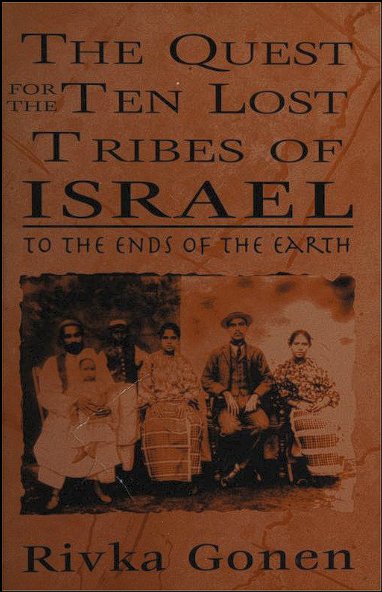 THE QUEST
FOR THE TEN LOST
TRIBES OF
ISRAEL
TO THE ENDS OF THE EARTH
Rivka Gonen